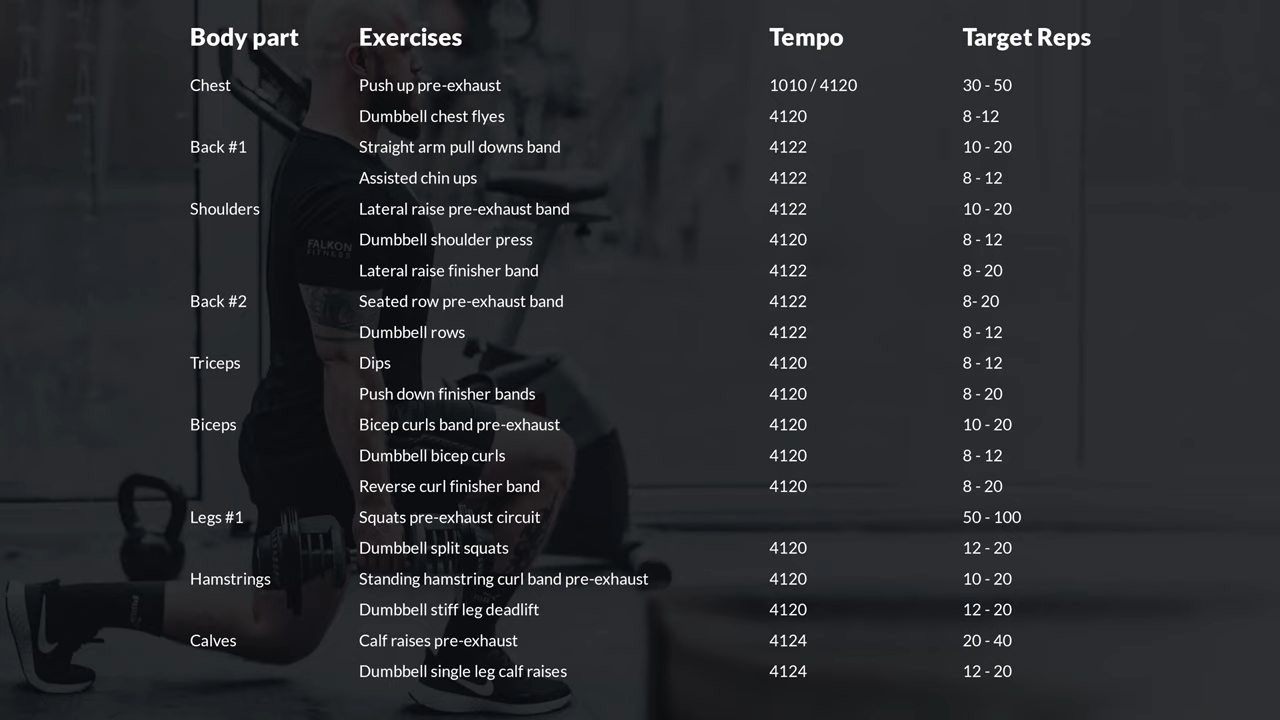 Body part Exercises Tempo Target Reps
Chest Push up pre-exhaust 1010 / 4120 30 - 50
Dumbbell chest flyes 4120 8 -12
Back #1 Straight arm pull downs band 4122 10 - 20
Assisted chin ups 4122 8 - 12
Shoulders Lateral raise pre-exhaust band 4122 10 - 20
Dumbbell shoulder press 4120 8 - 12
FALKON
FITNESS
Lateral raise finisher band 4122 8 - 20
Back #2 Seated row pre-exhaust band 4122 8- 20
Dumbbell rows 4122 8 - 12
Triceps Dips 4120 8 - 12
Push down finisher bands 4120 8 - 20
Biceps Bicep curls band pre-exhaust 4120 10 - 20
Dumbbell bicep curls 4120 8 - 12
Reverse curl finisher band 4120 8 - 20
Legs #1 Squats pre-exhaust circuit 50 - 100
Dumbbell split squats 4120 12 - 20
Hamstrings Standing hamstring curl band pre-exhaust 4120 10 - 20
Dumbbell stiff leg deadlift 4120 12 - 20
Calves Calf raises pre-exhaust 4124 20 - 40
Dumbbell single leg calf raises 4124 12 - 20